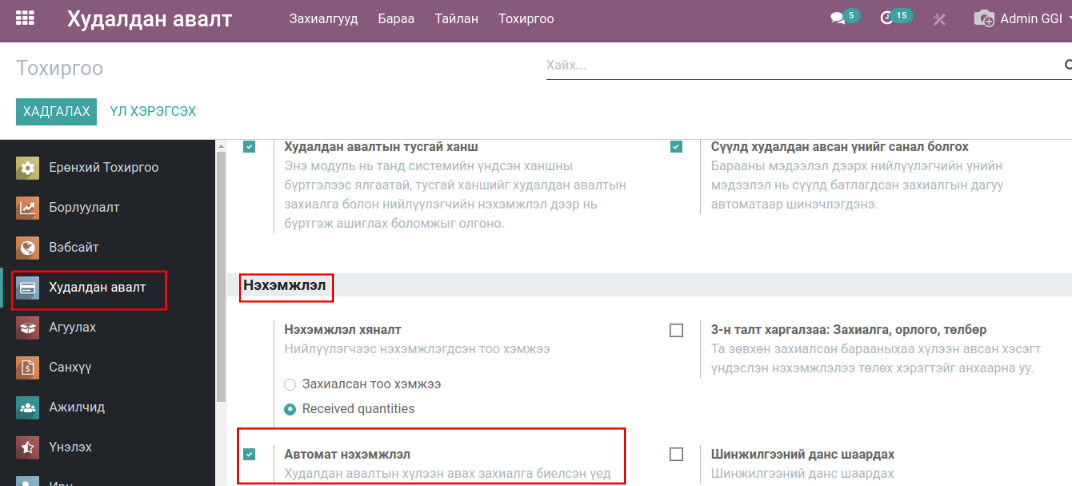 Худалдан авалт
Захиалгууд
Бараа
Тайлан
Тохиргоо
5
15
Admin GGI
Тохиргоо
Хайх...
ХАДГАЛАХ
ҮЛ ХЭРЭГСЭХ
Ерөнхий Тохиргоо
Борлуулалт
Вэбсайт
Худалдан авалт
Агуулах
Санхүү
Ажилчид
Үнэлэх
Худалдан авалтын тусгай ханш
Энэ модуль нь танд системийн үндсэн ханшны
бүртгэлээс ялгаатай, тусгай ханшийг худалдан авалтын
захиалга болон нийлүүлэгчийн нэхэмжлэл дээр нь
бүртгэж ашиглах боломжыг олгоно.
Сүүлд худалдан авсан үнийг санал болгох
Барааны мэдээлэл дээрх нийлүүлэгчийн үнийн
мэдээлэл нь сүүлд батлагдсан захиалгын дагуу
автоматаар шинэчлэгдэнэ.
Нэхэмжлэл
Нэхэмжлэл хяналт
Нийлүүлэгчээс нэхэмжлэгдсэн тоо хэмжээ
Захиалсан тоо хэмжээ
Received quantities
3-н талт харгалзаа: Захиалга, орлого, төлбөр
Та зөвхөн захиалсан барааныхаа хүлээн авсан хэсэгт
үндэслэн нэхэмжлэлээ төлөх хэрэгтэйг анхаарна уу.
Автомат нэхэмжлэл
Худалдан авалтын хүлээн авах захиалга биелсэн үед
Шинжилгээний данс шаардах
Шинжилгээний данс шаардах